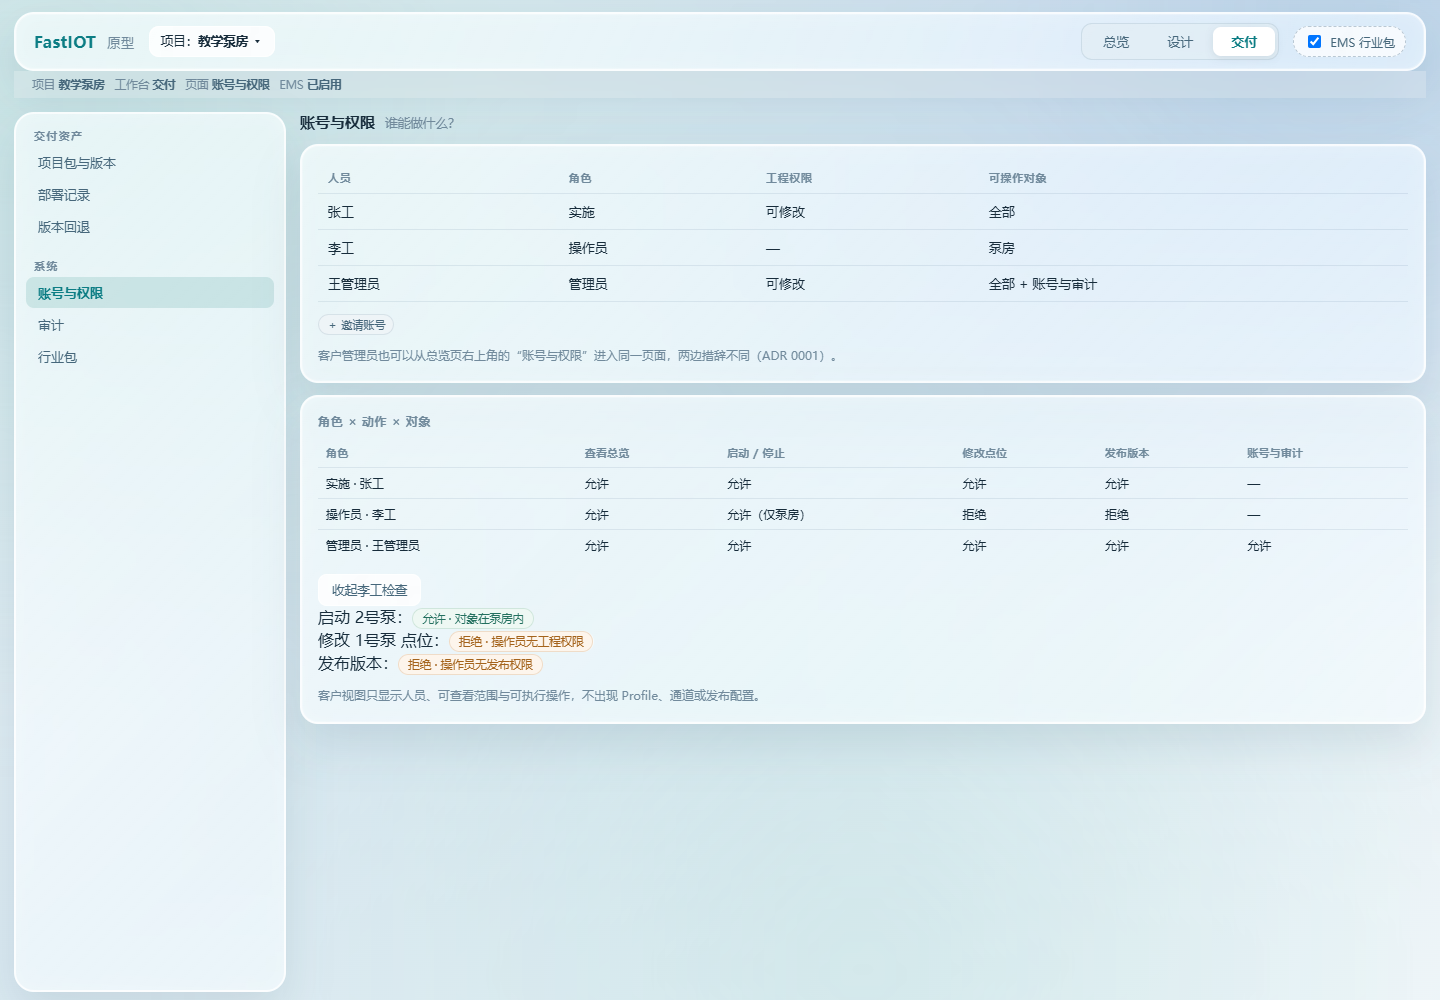 FastIOT 原型 项目：教学泵房 总览 设计 交付 EMS 行业包
项目 教学泵房 工作台 交付 页面 账号与权限 EMS 已启用
交付资产
项目包与版本
部署记录
版本回退
系统
账号与权限
审计
行业包
账号与权限 谁能做什么?
人员 角色 工程权限 可操作对象
张工 实施 可修改 全部
李工 操作员 — 泵房
王管理员 管理员 可修改 全部 + 账号与审计
+ 邀请账号
客户管理员也可以从总览页右上角的“账号与权限”进入同一页面，两边措辞不同（ADR 0001）。
角色 × 动作 × 对象
角色 查看总览 启动 / 停止 修改点位 发布版本 账号与审计
实施 · 张工 允许 允许 允许 允许 —
操作员 · 李工 允许 允许（仅泵房） 拒绝 拒绝 —
管理员 · 王管理员 允许 允许 允许 允许 允许
收起李工检查
启动 2号泵： 允许 · 对象在泵房内
修改 1号泵 点位： 拒绝 · 操作员无工程权限
发布版本： 拒绝 · 操作员无发布权限
客户视图只显示人员、可查看范围与可执行操作，不出现 Profile、通道或发布配置。